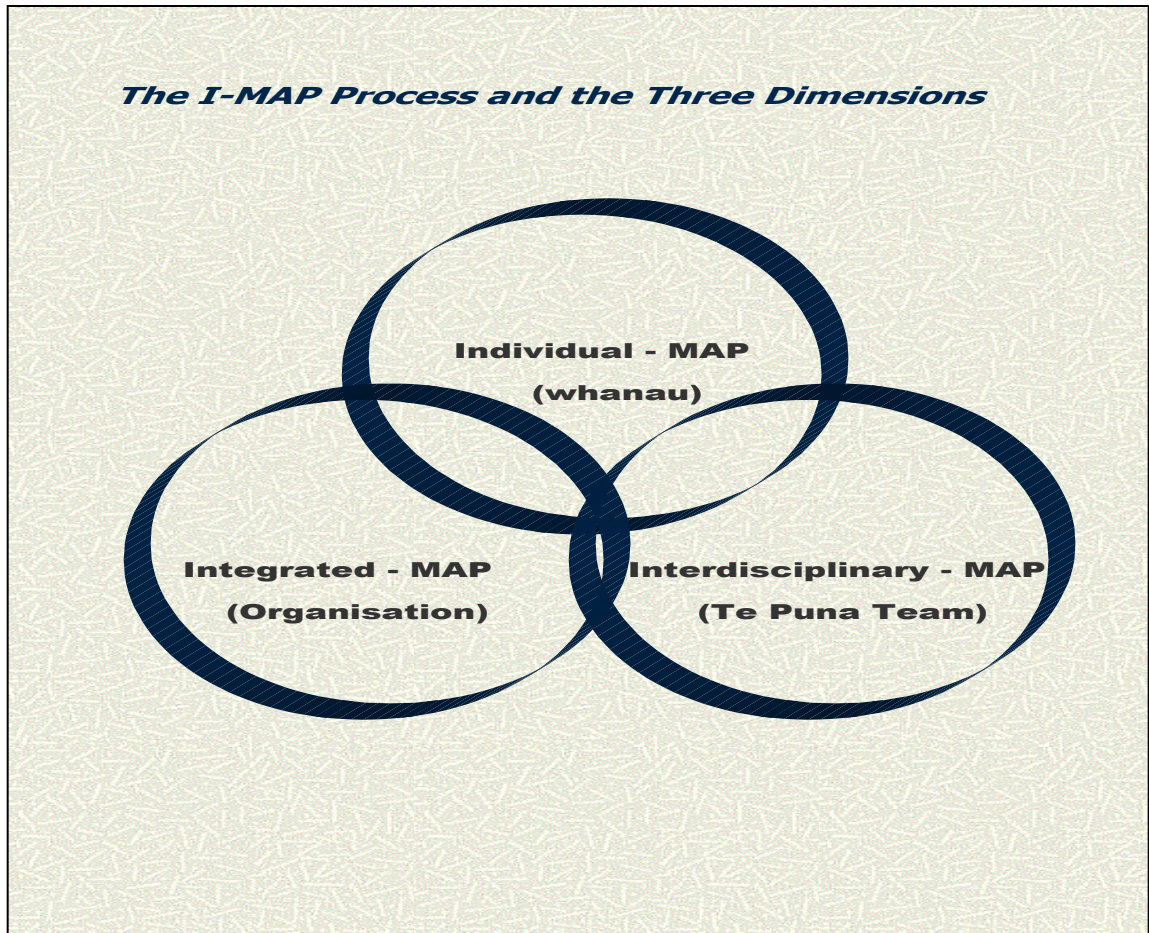 The I-MAP Process and the Three Dimensions
Individual - MAP
(whanau)
Integrated - MAP
(Organisation)
Interdisciplinary - MAP
(Te Puna Team)